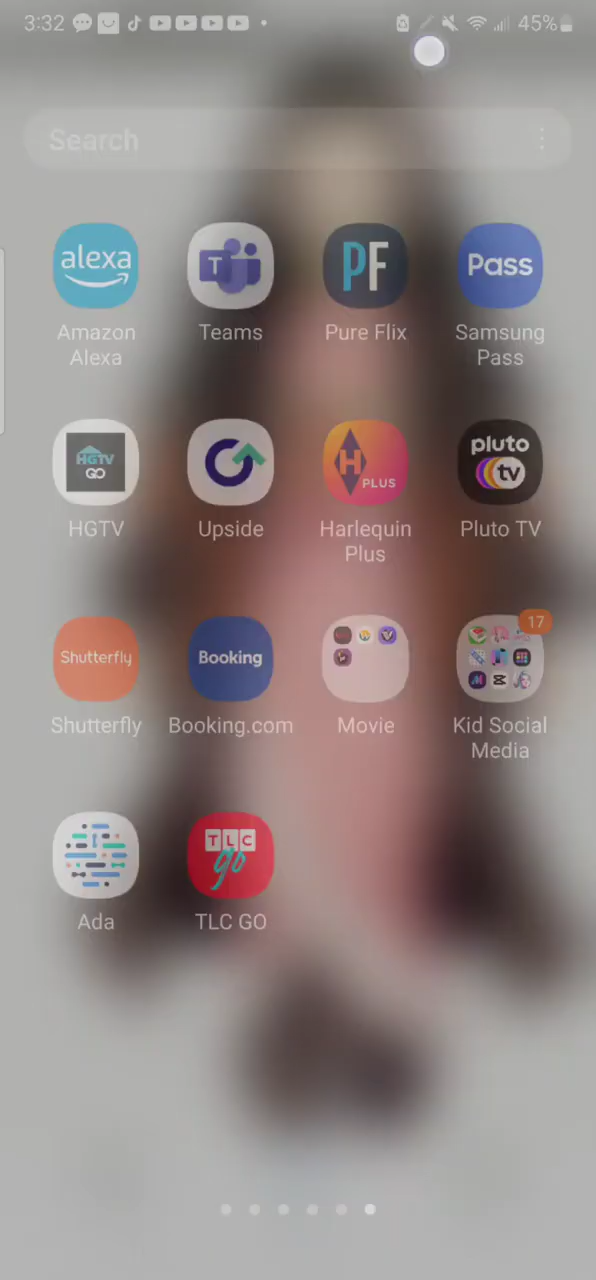 3:32 45%
Search
alexa T PF Pass
Amazon Alexa
Teams
Pure Flix
Samsung Pass
HGTV GO
H PLUS
pluto tv
HGTV
Upside
Harlequin Plus
Pluto TV
17
Shutterfly
Booking
Shutterfly
Booking.com
Movie
Kid Social Media
TLC go
Ada
TLC GO